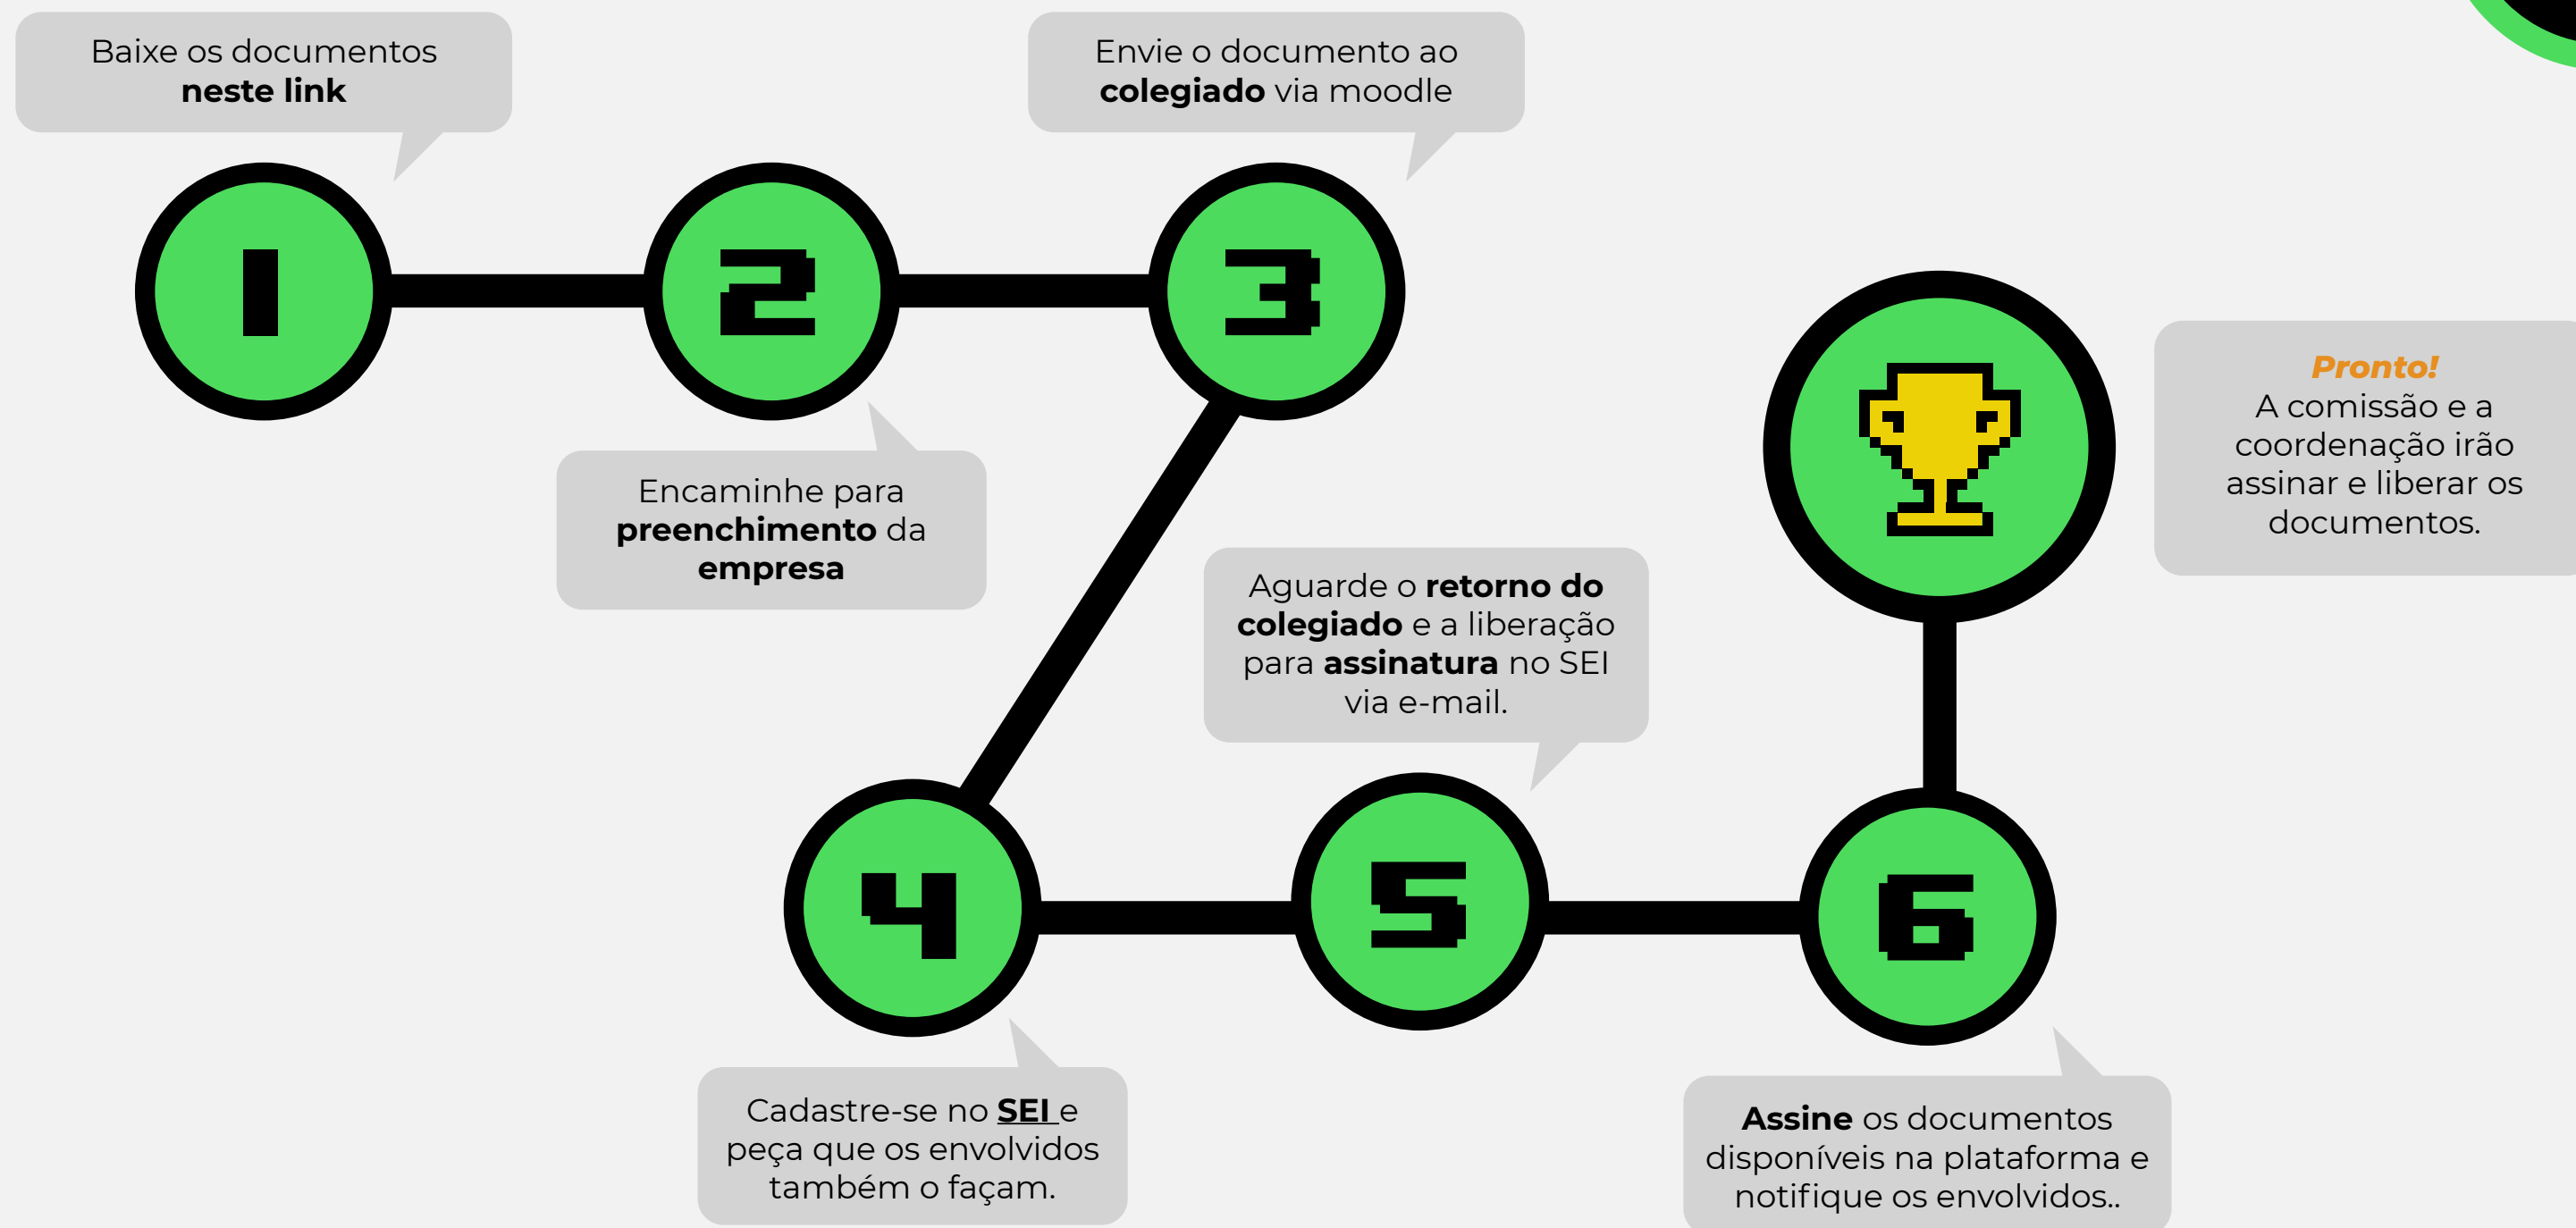 Baixe os documentos
neste link
1
Encaminhe para
preenchimento da
empresa
2
Envie o documento ao
colegiado via moodle
3
Cadastre-se no SEI e
peça que os envolvidos
também o façam.
4
Aguarde o retorno do
colegiado e a liberação
para assinatura no SEI
via e-mail.
5
Assine os documentos
disponíveis na plataforma e
notifique os envolvidos..
6
Pronto!
A comissão e a
coordenação irão
assinar e liberar os
documentos.